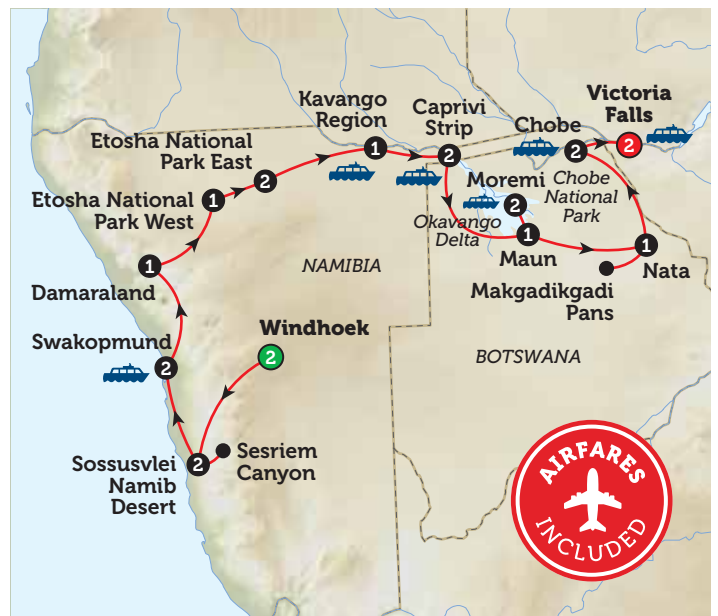 Kavango
Region
Caprivi
Strip
Chobe
Victoria
Falls
2
Etosha National
Park East
1
2
2
2
Etosha National
Park West
1
Moremi
2
Chobe
National
Park
Okavango
Delta
1
Maun
1
Nata
Damaraland
1
NAMIBIA
Makgadikgadi
Pans
Swakopmund
2
Windhoek
2
BOTSWANA
Sossusvlei
Namib
Desert
2
Sesriem
Canyon
AIRFARES
INCLUDED